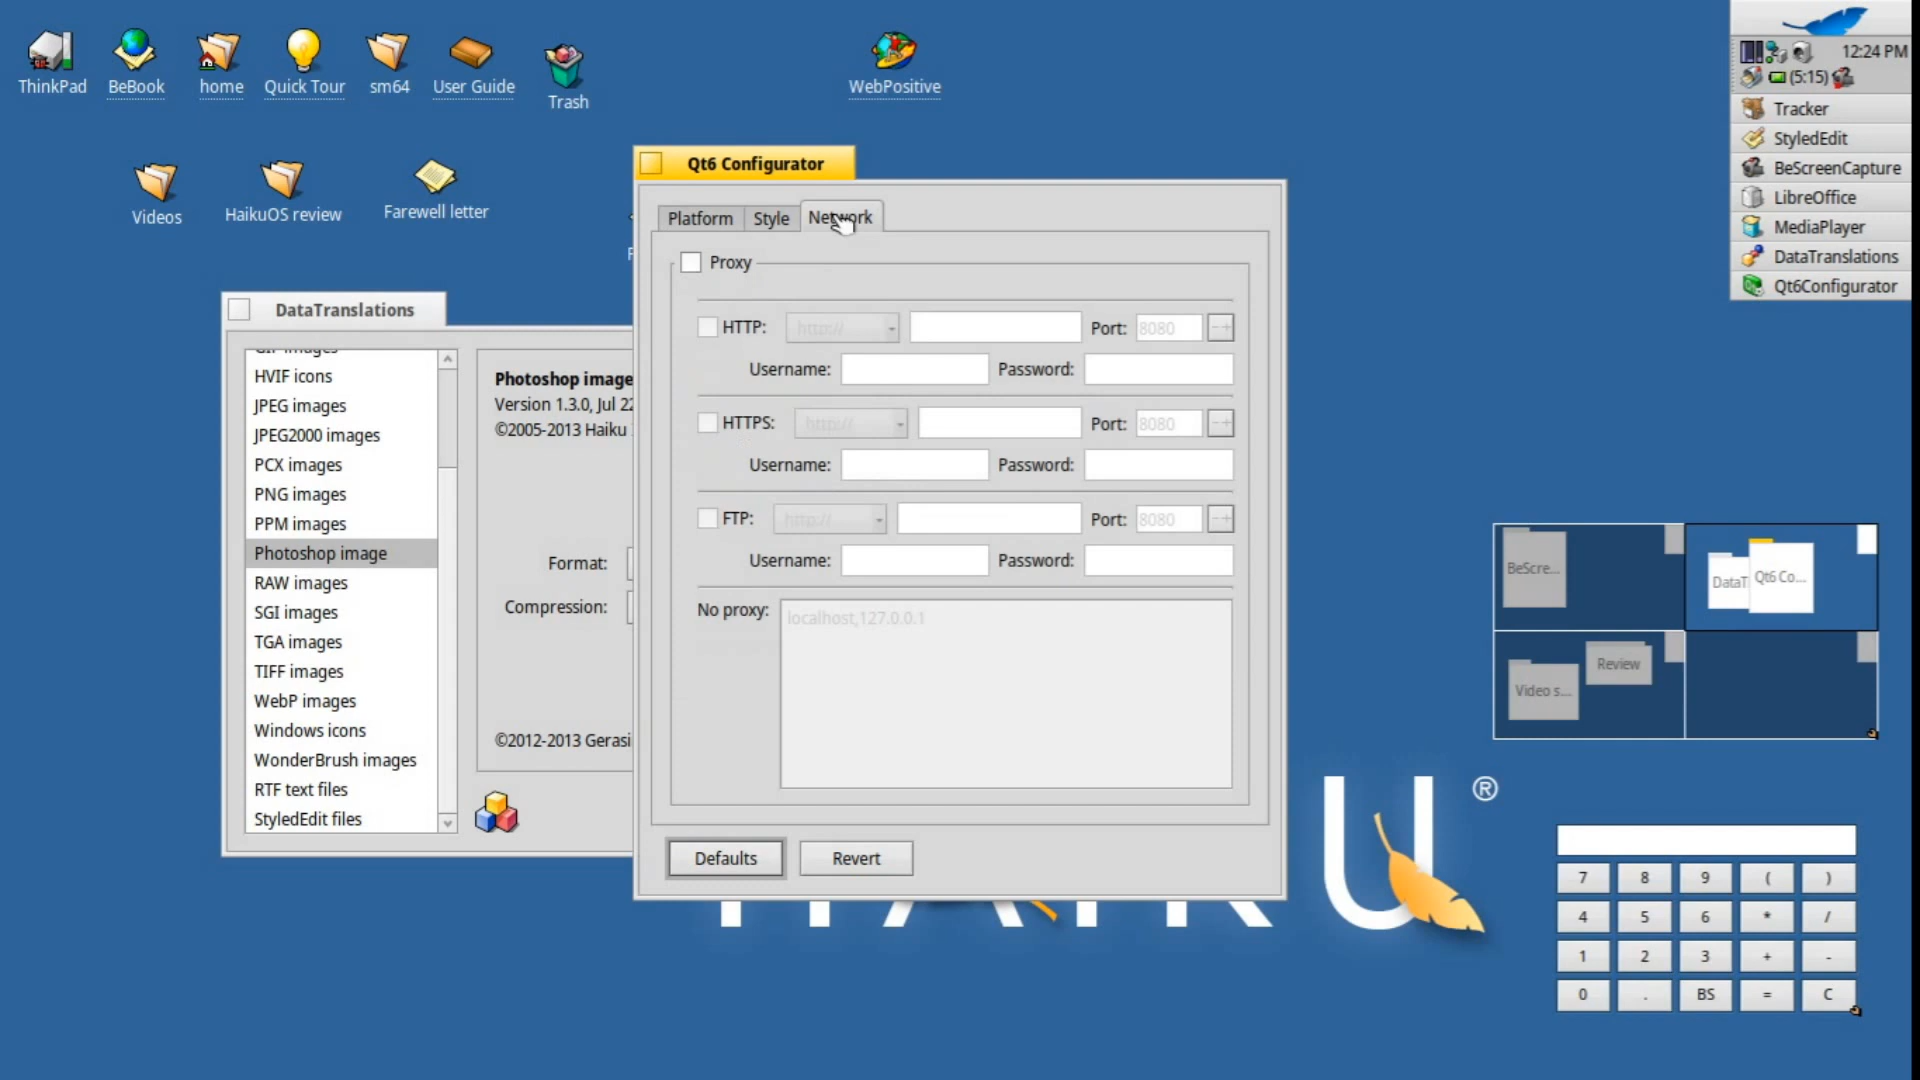 ThinkPad
BeBook
home
Quick Tour
sm64
User Guide
Trash
WebPositive
12:24 PM
(5:15)
Tracker
StyledEdit
BeScreenCapture
LibreOffice
MediaPlayer
DataTranslations
Qt6Configurator
Videos
HaikuOS review
Farewell letter
Qt6 Configurator
Platform
Style
Network
Proxy
HTTP:
http://
Port:
8080
Username:
Password:
HTTPS:
http://
Port:
8080
Username:
Password:
FTP:
http://
Port:
8080
Username:
Password:
No proxy:
localhost,127.0.0.1
Defaults
Revert
DataTranslations
GIF images
HVIF icons
JPEG images
JPEG2000 images
PCX images
PNG images
PPM images
Photoshop image
RAW images
SGI images
TGA images
TIFF images
WebP images
Windows icons
WonderBrush images
RTF text files
StyledEdit files
Photoshop image
Version 1.3.0, Jul 22
©2005-2013 Haiku
Format:
Compression:
©2012-2013 Gerasi
BeScre...
DataT
Qt6 Co...
Video s...
Review
HAIKU®
7 8 9 ( )
4 5 6 * /
1 2 3 + -
0 . BS = C